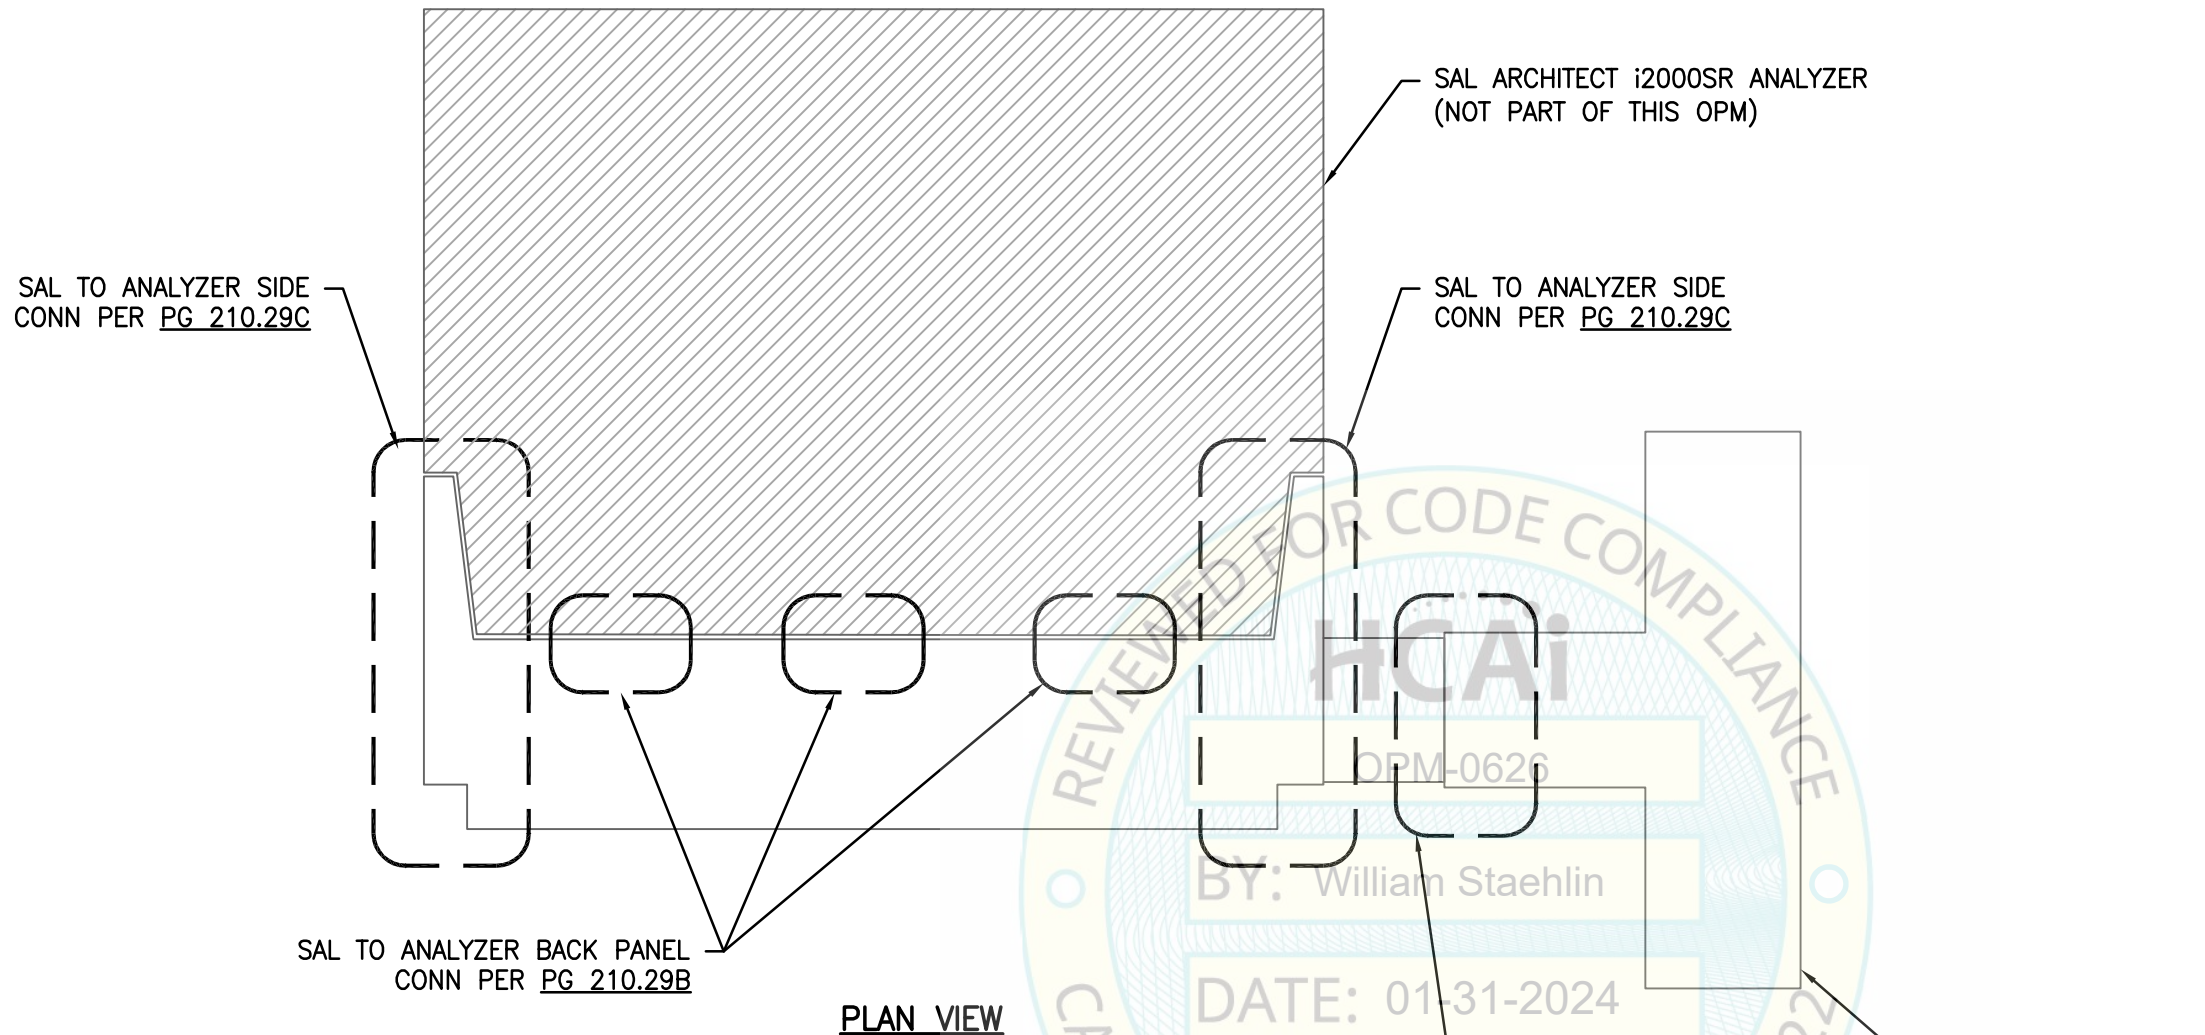 SAL ARCHITECT i2000SR ANALYZER
(NOT PART OF THIS OPM)
SAL TO ANALYZER SIDE
CONN PER PG 210.29C
SAL TO ANALYZER SIDE
CONN PER PG 210.29C
REVIEWED FOR CODE COMPLIANCE
HCAi
OPM-0626
BY: William Staehlin
SAL TO ANALYZER BACK PANEL
CONN PER PG 210.29B
DATE: 01-31-2024
PLAN VIEW